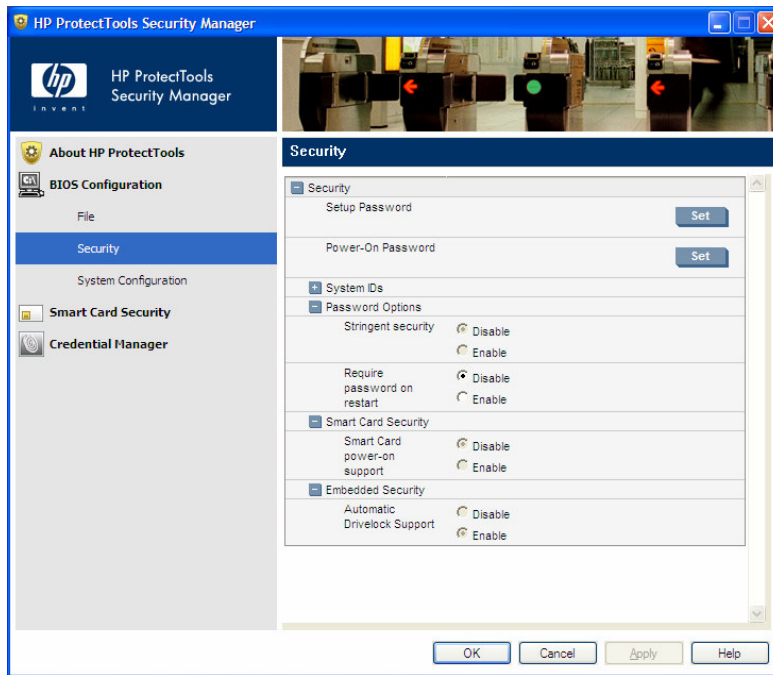 HP ProtectTools Security Manager
hp
invent
HP ProtectTools
Security Manager
About HP ProtectTools
BIOS Configuration
File
Security
System Configuration
Smart Card Security
Credential Manager
Security
Security
Setup Password
Set
Power-On Password
Set
System IDs
Password Options
Stringent security
Disable
Enable
Require
password on
restart
Disable
Enable
Smart Card Security
Smart Card
power-on
support
Disable
Enable
Embedded Security
Automatic
Drivelock Support
Disable
Enable
OK
Cancel
Apply
Help